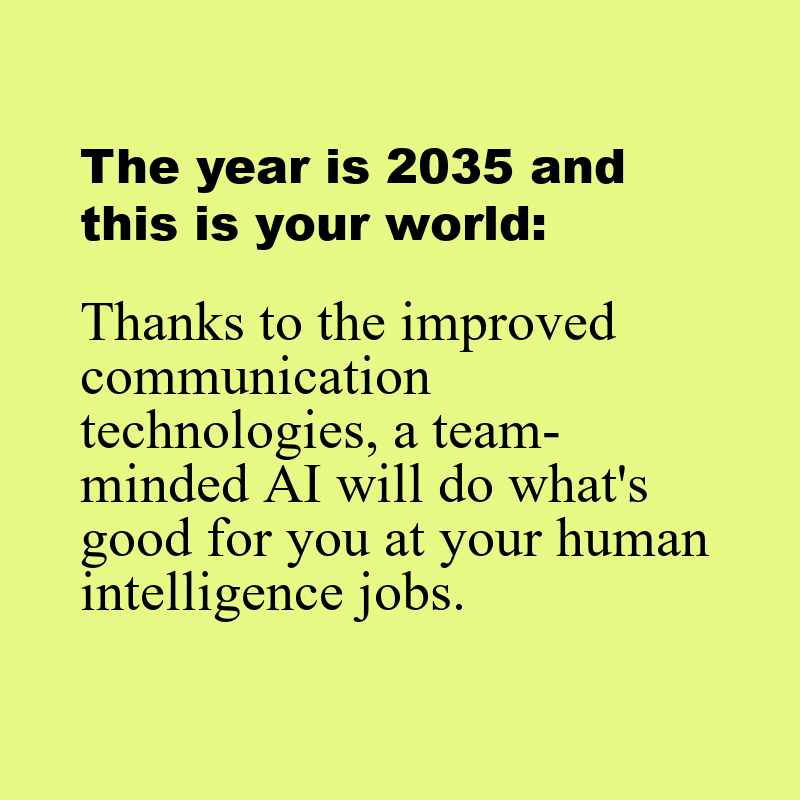 The year is 2035 and
this is your world:
Thanks to the improved
communication
technologies, a team-
minded AI will do what's
good for you at your human
intelligence jobs.